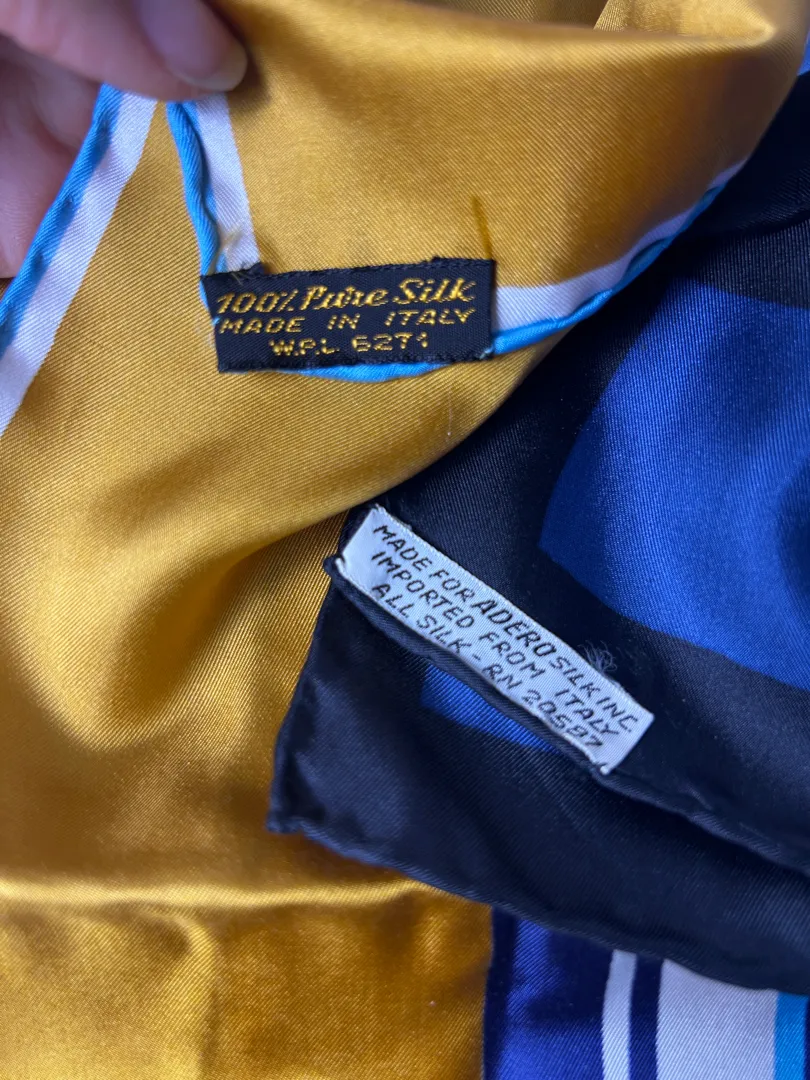 100% Pure Silk
MADE IN ITALY
W.P.L 6271
MADE FOR ADERO SILK INC
IMPORTED FROM ITALY
ALL SILK - RN 20597